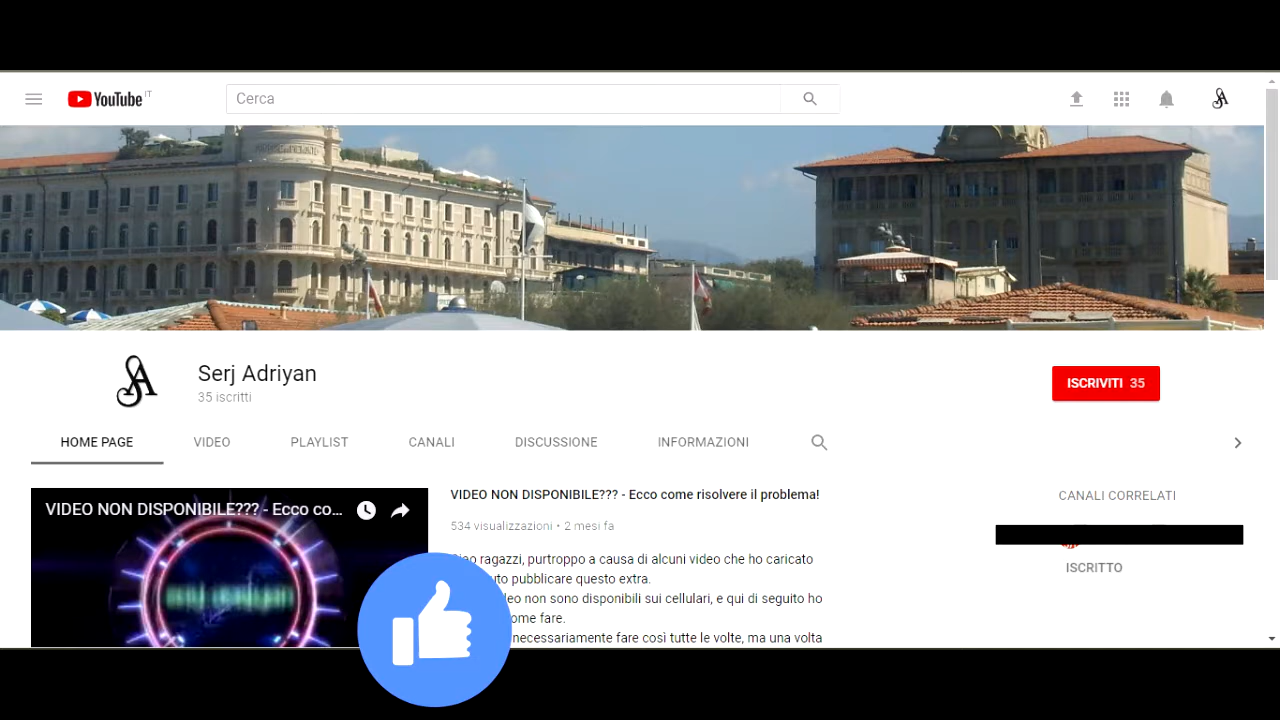 YouTube IT
Cerca
Serj Adriyan
35 iscritti
ISCRIVITI 35
HOME PAGE
VIDEO
PLAYLIST
CANALI
DISCUSSIONE
INFORMAZIONI
VIDEO NON DISPONIBILE??? - Ecco co...
VIDEO NON DISPONIBILE??? - Ecco come risolvere il problema!
534 visualizzazioni • 2 mesi fa
ragazzi, purtroppo a causa di alcuni video che ho caricato
pubblicare questo extra.
non sono disponibili sui cellulari, e qui di seguito ho
come fare.
necessariamente fare così tutte le volte, ma una volta
CANALI CORRELATI
ISCRITTO